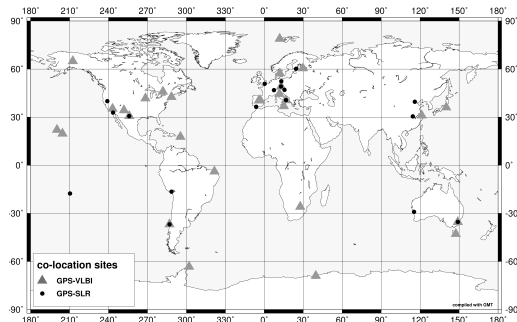 180˚ 210˚ 240˚ 270˚ 300˚ 330˚ 0˚ 30˚ 60˚ 90˚ 120˚ 150˚ 180˚
90˚ 90˚
60˚ 60˚
30˚ 30˚
0˚ 0˚
-30˚ -30˚
-60˚ -60˚
co-location sites
GPS-VLBI
GPS-SLR
compiled with GMT
-90˚ -90˚
180˚ 210˚ 240˚ 270˚ 300˚ 330˚ 0˚ 30˚ 60˚ 90˚ 120˚ 150˚ 180˚